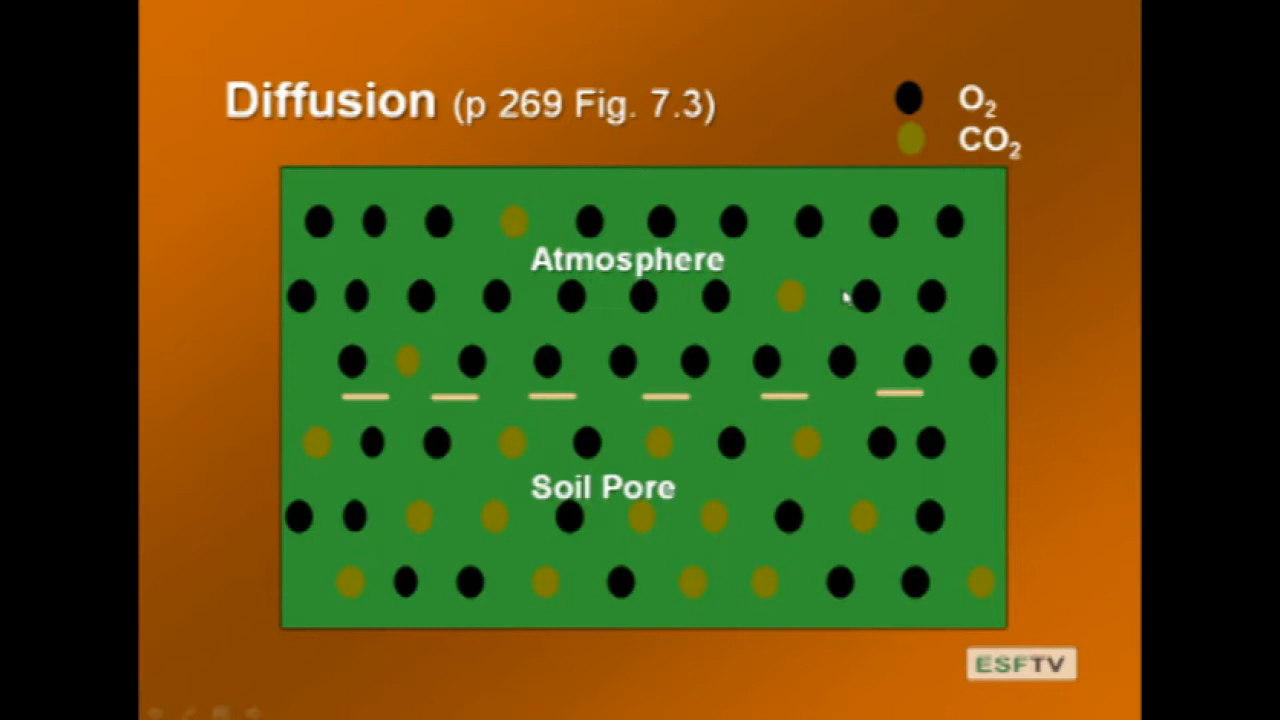 Diffusion (p 269 Fig. 7.3)
O₂
CO₂
Atmosphere
Soil Pore
ESFTV